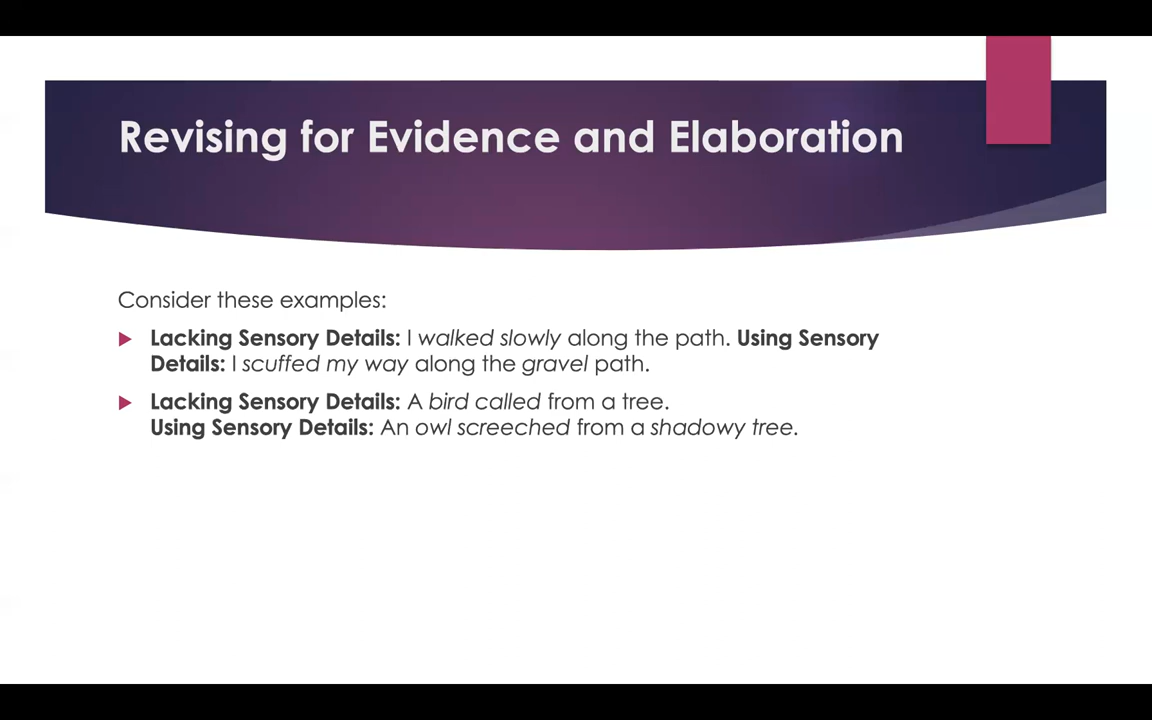 Revising for Evidence and Elaboration
Consider these examples:
Lacking Sensory Details: I walked slowly along the path. Using Sensory
Details: I scuffed my way along the gravel path.
Lacking Sensory Details: A bird called from a tree.
Using Sensory Details: An owl screeched from a shadowy tree.